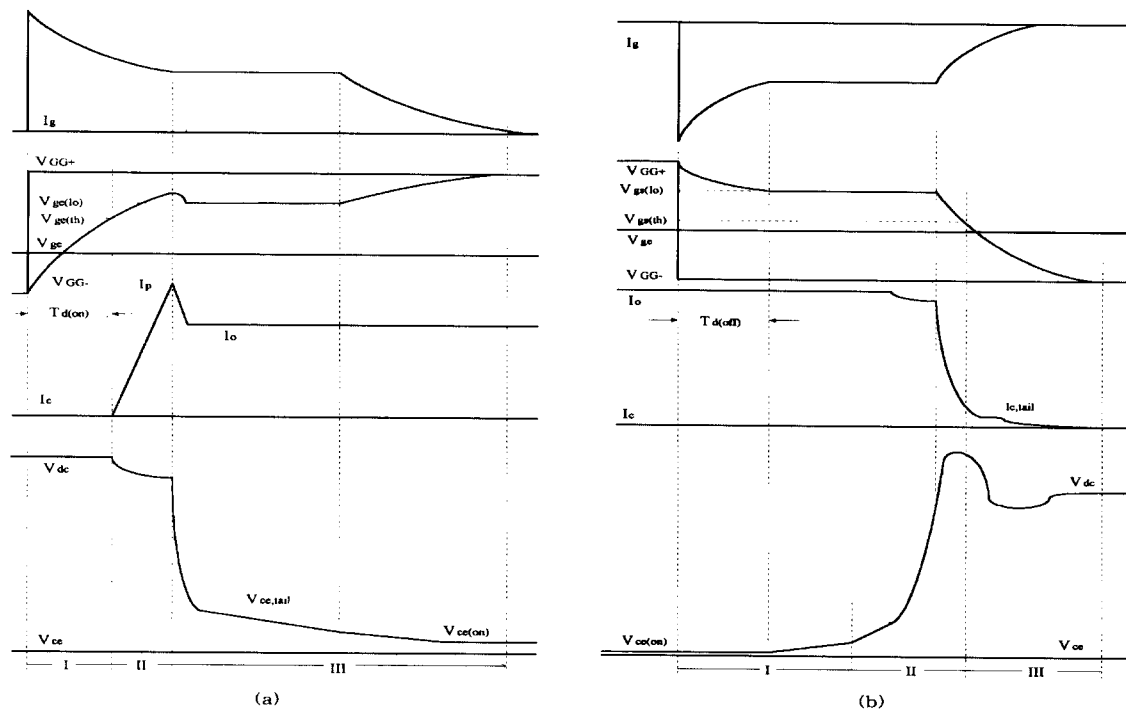 Ig
VGG+
Vge(lo)
Vge(th)
Vge
VGG-
Ip
Td(on)
Io
Ic
Vdc
Vce,tail
Vce(on)
Vce
I
II
III
(a)
Ig
VGG+
Vgs(lo)
Vgs(th)
Vge
VGG-
Io
Td(off)
Ic,tail
Ic
Vdc
Vce(on)
Vce
I
II
III
(b)